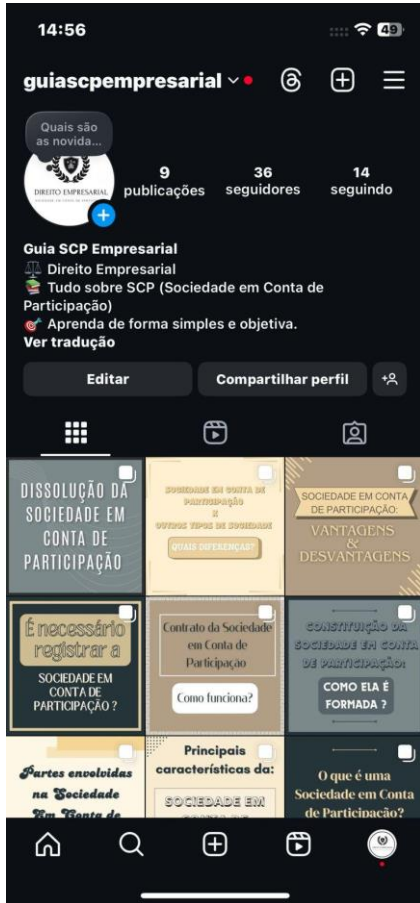 14:56
49
guiascpempresarial
Quais são
as novida...
DIREITO EMPRESARIAL
9
publicações
36
seguidores
14
seguindo
Guia SCP Empresarial
Direito Empresarial
Tudo sobre SCP (Sociedade em Conta de
Participação)
Aprenda de forma simples e objetiva.
Ver tradução
Editar
Compartilhar perfil
DISSOLUÇÃO DA
SOCIEDADE EM
CONTA DE
PARTICIPAÇÃO
SOCIEDADE EM CONTA DE
PARTICIPAÇÃO
X
OUTROS TIPOS DE SOCIEDADE
QUAIS DIFERENÇAS?
SOCIEDADE EM CONTA
DE PARTICIPAÇÃO:
VANTAGENS
&
DESVANTAGENS
É necessário
registrar a
SOCIEDADE EM
CONTA DE
PARTICIPAÇÃO ?
Contrato da Sociedade
em Conta de
Participação
Como funciona?
CONSTITUIÇÃO DA
SOCIEDADE EM CONTA
DE PARTICIPAÇÃO:
COMO ELA É
FORMADA ?
Partes envolvidas
na Sociedade
Em Conta de
Principais
características da:
SOCIEDADE EM
CONTA DE
O que é uma
Sociedade em Conta
de Participação?